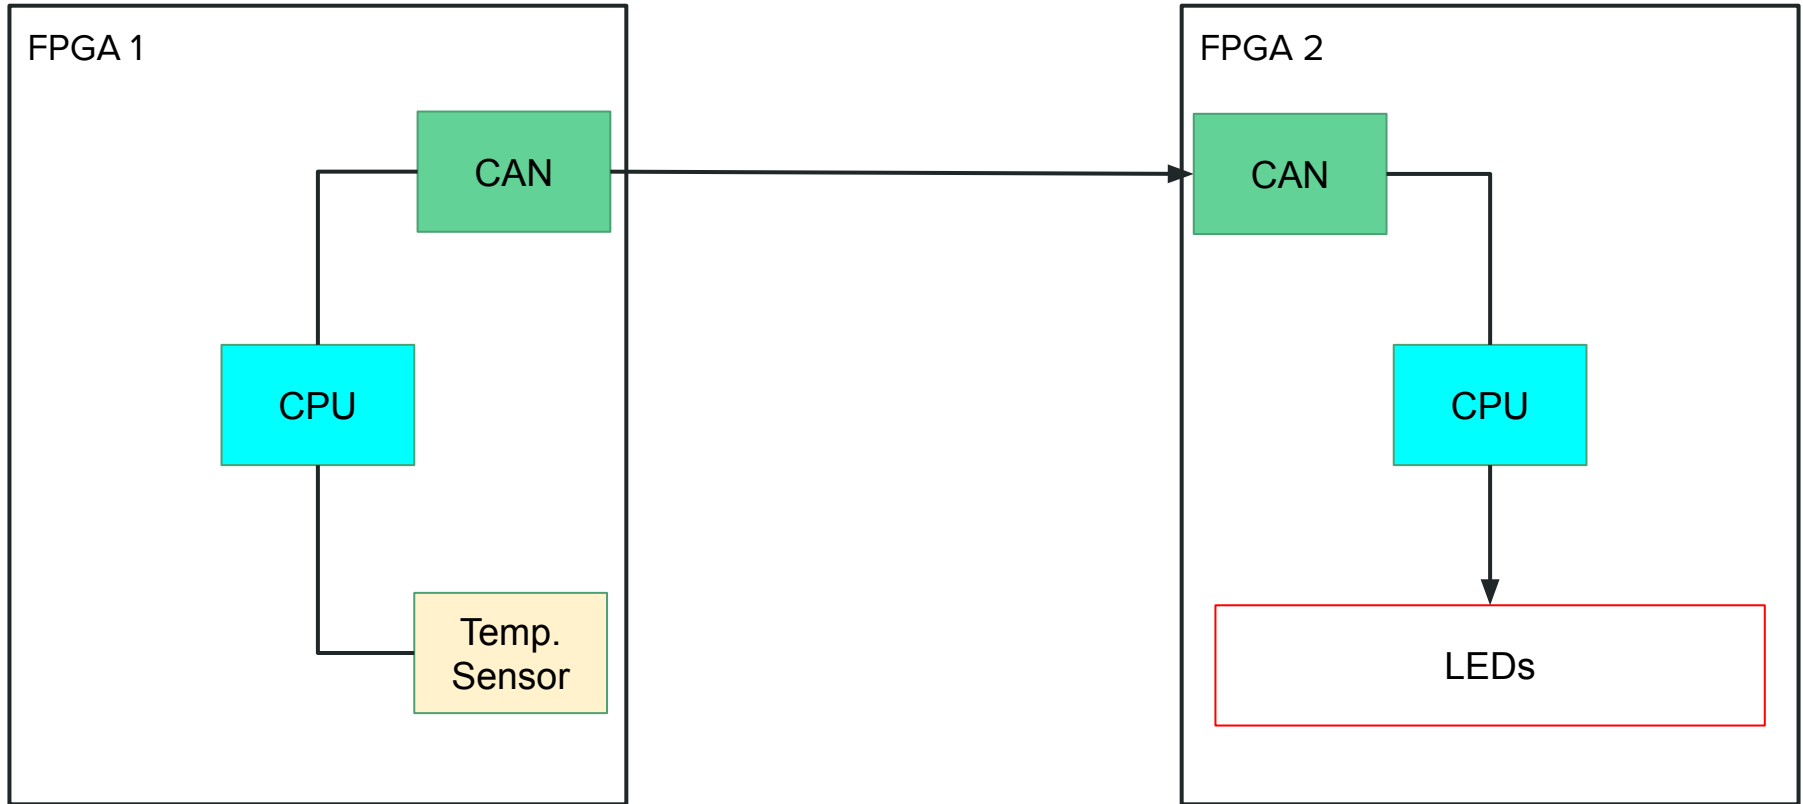 FPGA 1
CAN
CPU
Temp.
Sensor
FPGA 2
CAN
CPU
LEDs